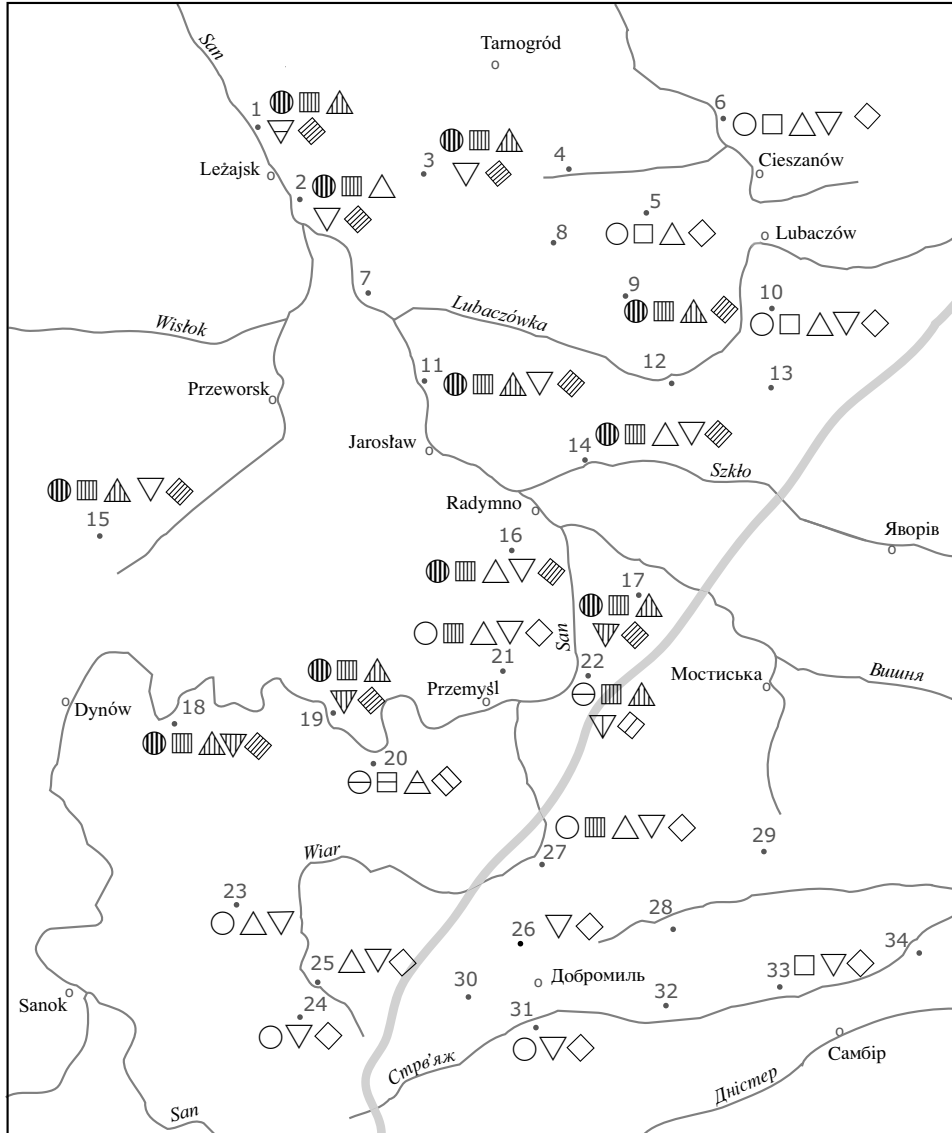 San
Tarnogród
1
6
3
4
Cieszanów
Leżajsk
2
5
8
Lubaczów
7
9
10
Wisłok
Lubaczówka
11
12
13
Przeworsk
Jarosław
14
Szkło
15
Radymno
16
Яворів
17
San
21
22
Мостиська
Вишня
Dynów
18
19
Przemyśl
20
Wiar
27
29
23
26
28
25
34
33
Sanok
24
30
Добромиль
32
31
Стрв'яж
Самбір
San
Дністер